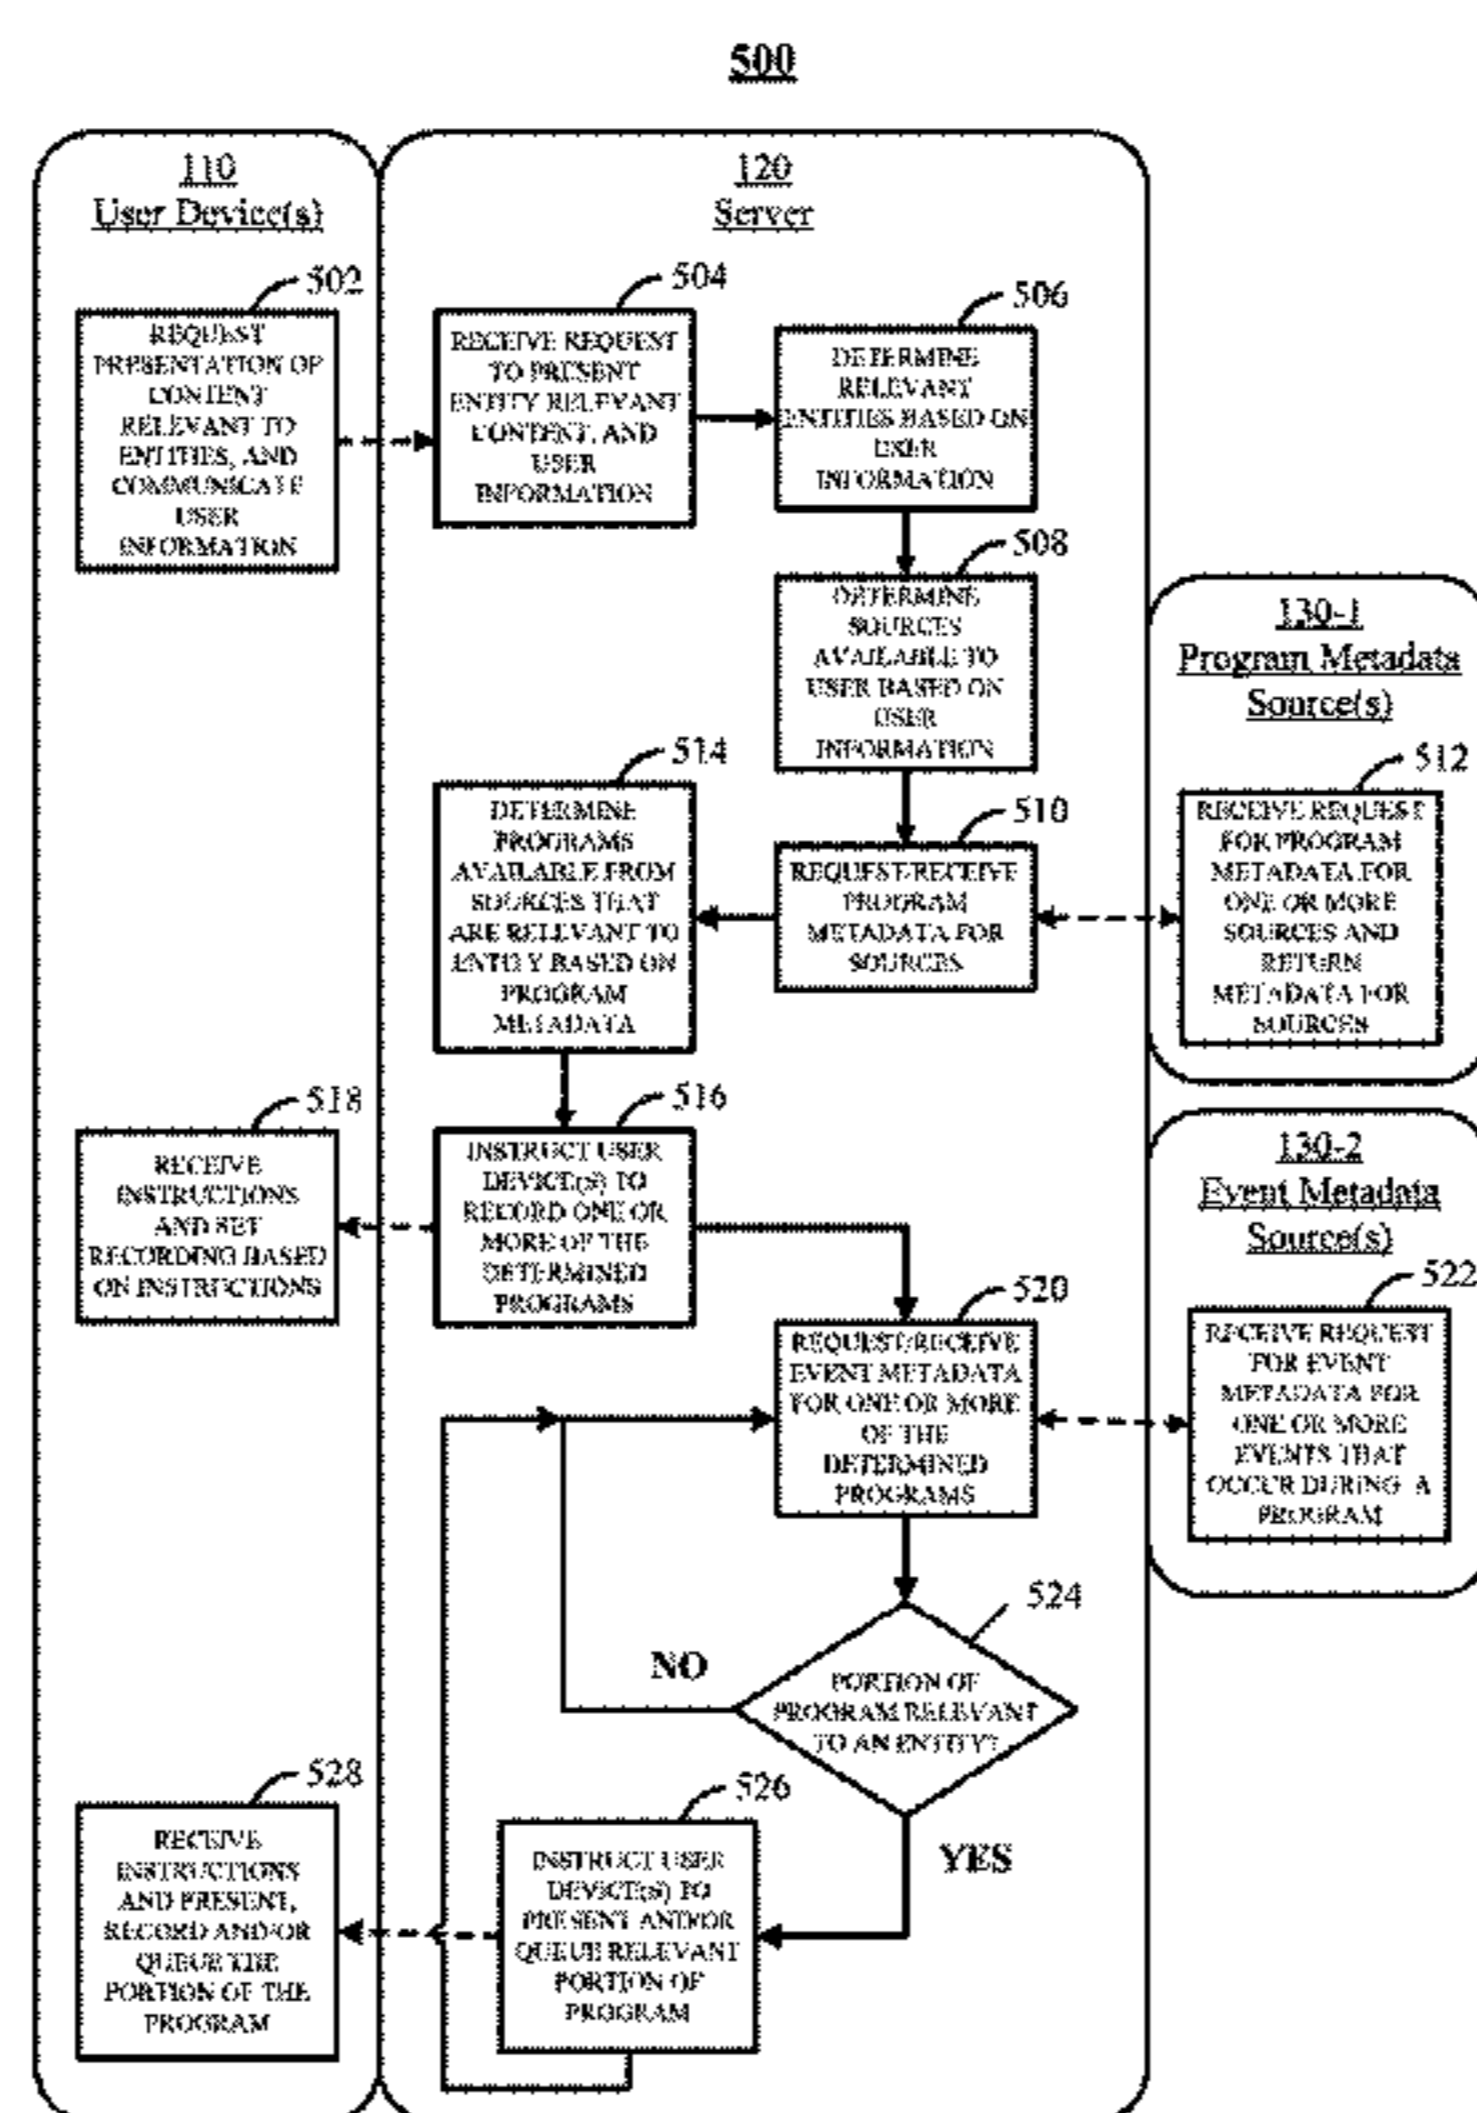 500
110
User Device(s)
120
Server
502
REQUEST
PRESENTATION OF
CONTENT
RELEVANT TO
ENTITIES, AND
COMMUNICATE
USER
INFORMATION
504
RECEIVE REQUEST
TO PRESENT
ENTITY RELEVANT
CONTENT, AND
USER
INFORMATION
506
DETERMINE
RELEVANT
ENTITIES BASED ON
USER
INFORMATION
508
DETERMINE
SOURCES
AVAILABLE TO
USER BASED ON
USER
INFORMATION
130-1
Program Metadata
Source(s)
510
REQUEST/RECEIVE
PROGRAM
METADATA FOR
SOURCES
512
RECEIVE REQUEST
FOR PROGRAM
METADATA FOR
ONE OR MORE
SOURCES AND
RETURN
METADATA FOR
SOURCES
514
DETERMINE
PROGRAMS
AVAILABLE FROM
SOURCES THAT
ARE RELEVANT TO
ENTITY BASED ON
PROGRAM
METADATA
516
INSTRUCT USER
DEVICE(S) TO
RECORD ONE OR
MORE OF THE
DETERMINED
PROGRAMS
518
RECEIVE
INSTRUCTIONS
AND SET
RECORDING BASED
ON INSTRUCTIONS
130-2
Event Metadata
Source(s)
520
REQUEST/RECEIVE
EVENT METADATA
FOR ONE OR MORE
OF THE
DETERMINED
PROGRAMS
522
RECEIVE REQUEST
FOR EVENT
METADATA FOR
ONE OR MORE
EVENTS THAT
OCCUR DURING A
PROGRAM
524
PORTION OF
PROGRAM RELEVANT
TO AN ENTITY?
NO
YES
526
INSTRUCT USER
DEVICE(S) TO
PRESENT AND/OR
QUEUE RELEVANT
PORTION OF
PROGRAM
528
RECEIVE
INSTRUCTIONS
AND PRESENT,
RECORD AND/OR
QUEUE THE
PORTION OF THE
PROGRAM